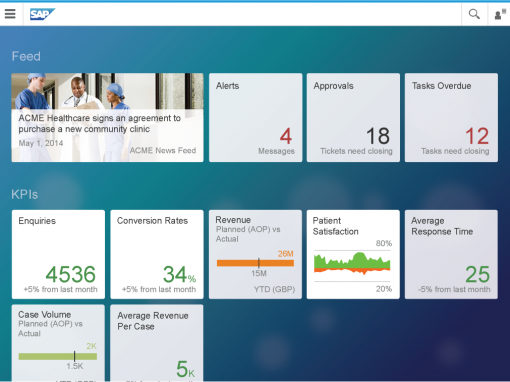 SAP
Feed
ACME Healthcare signs an agreement to
purchase a new community clinic
May 1, 2014
ACME News Feed
Alerts
4
Messages
Approvals
18
Tickets need closing
Tasks Overdue
12
Tasks need closing
KPIs
Enquiries
4536
+5% from last month
Conversion Rates
34%
+5% from last month
Revenue
Planned (AOP) vs
Actual
26M
15M
YTD (GBP)
Patient
Satisfaction
80%
20%
Average
Response Time
25
-5% from last month
Case Volume
Planned (AOP) vs
Actual
2K
1.5K
Average Revenue
Per Case
5K